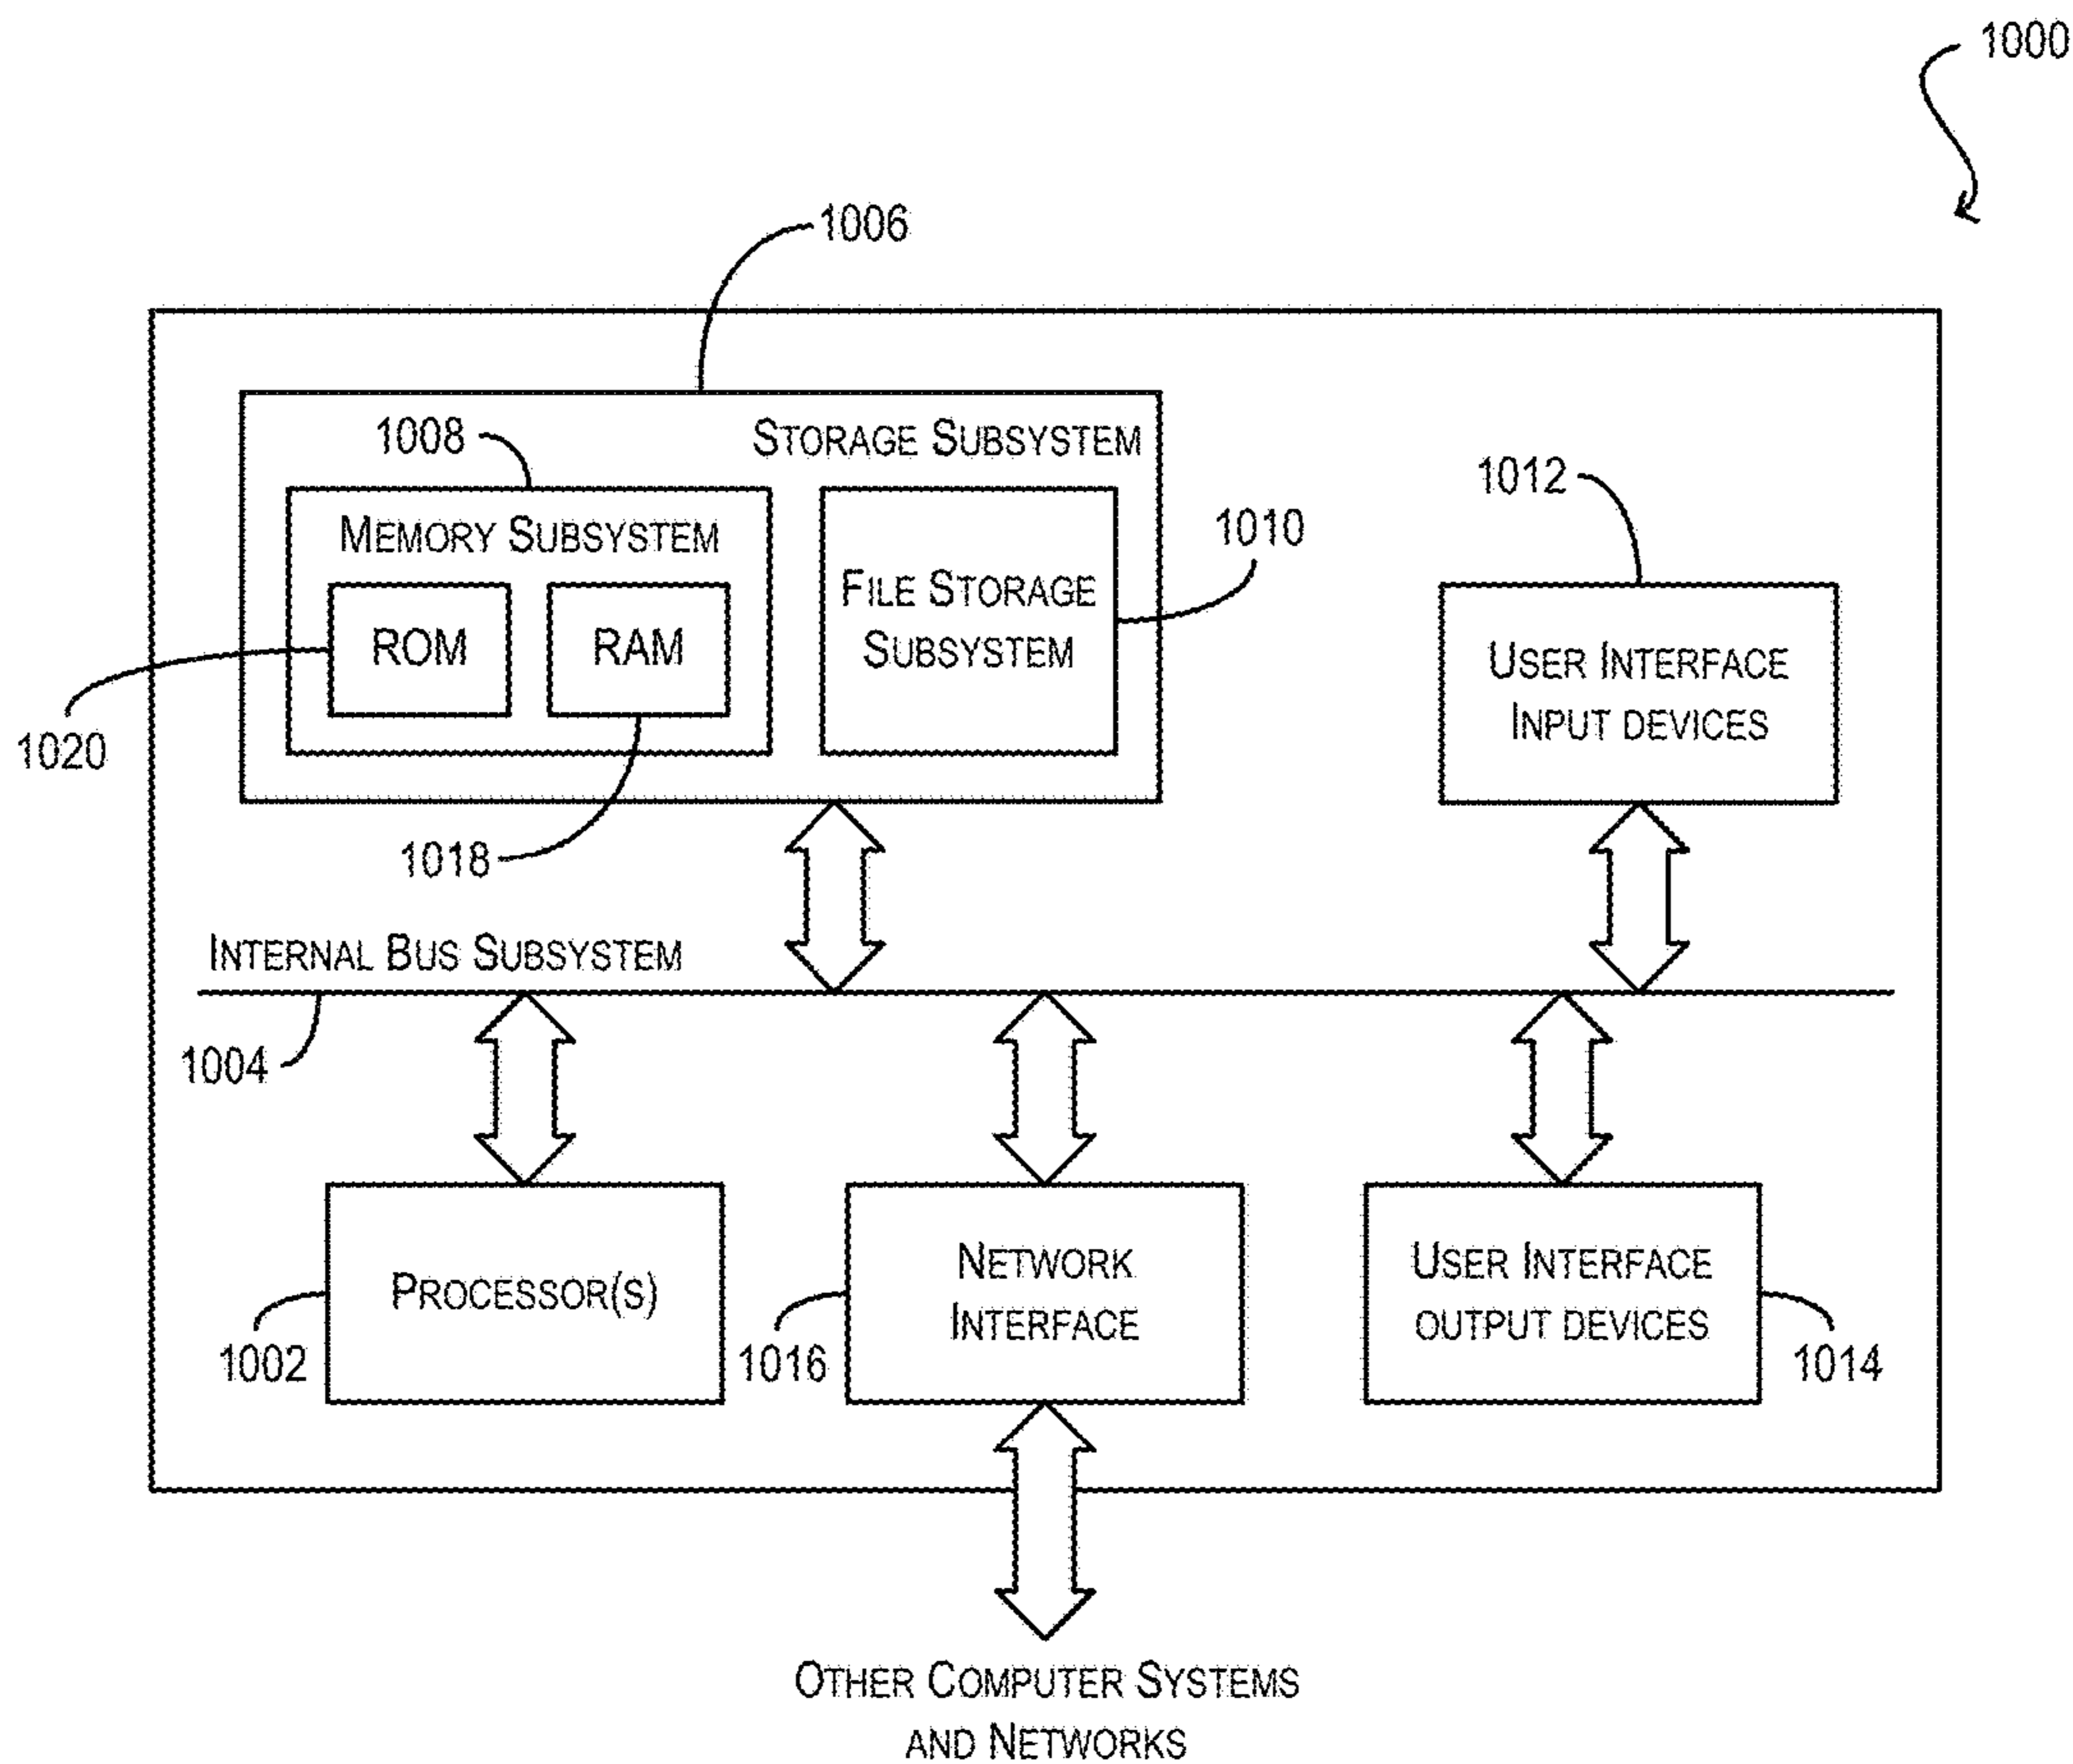 1000
1006
1008
STORAGE SUBSYSTEM
1012
MEMORY SUBSYSTEM
1010
FILE STORAGE
SUBSYSTEM
ROM
RAM
USER INTERFACE
INPUT DEVICES
1020
1018
INTERNAL BUS SUBSYSTEM
1004
PROCESSOR(S)
NETWORK
INTERFACE
USER INTERFACE
OUTPUT DEVICES
1002
1016
1014
OTHER COMPUTER SYSTEMS
AND NETWORKS